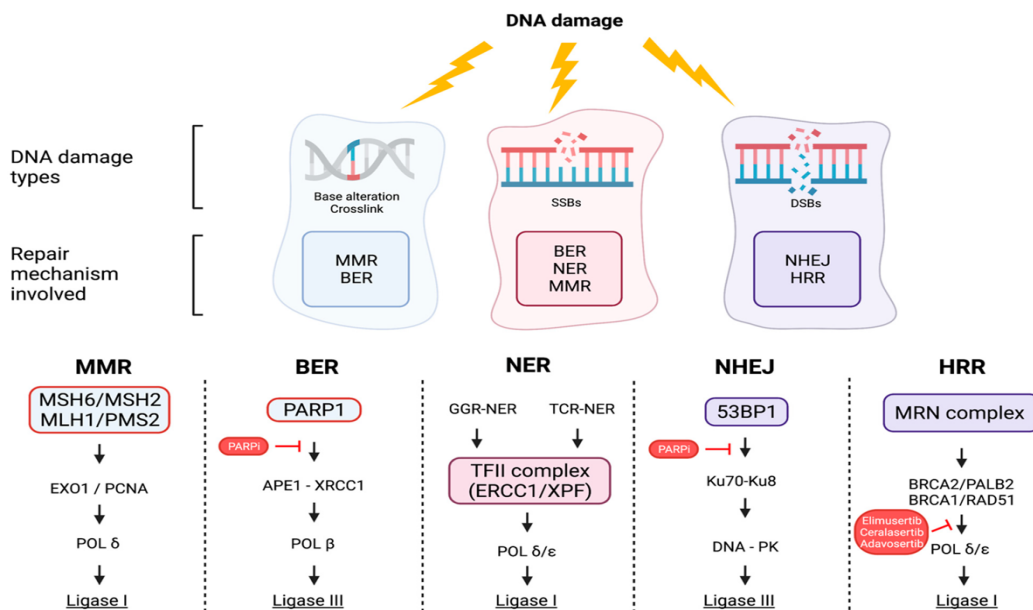 DNA damage
DNA damage
types
Base alteration
Crosslink
SSBs
DSBs
Repair
mechanism
involved
MMR
BER
BER
NER
MMR
NHEJ
HRR
MMR
MSH6/MSH2
MLH1/PMS2
EXO1 / PCNA
POL δ
Ligase I
BER
PARP1
PARPi
APE1 - XRCC1
POL β
Ligase III
NER
GGR-NER
TCR-NER
TFII complex
(ERCC1/XPF)
POL δ/ε
Ligase I
NHEJ
53BP1
PARPi
Ku70-Ku8
DNA - PK
Ligase III
HRR
MRN complex
BRCA2/PALB2
BRCA1/RAD51
Elimusertib
Ceralasertib
Adavosertib
POL δ/ε
Ligase I